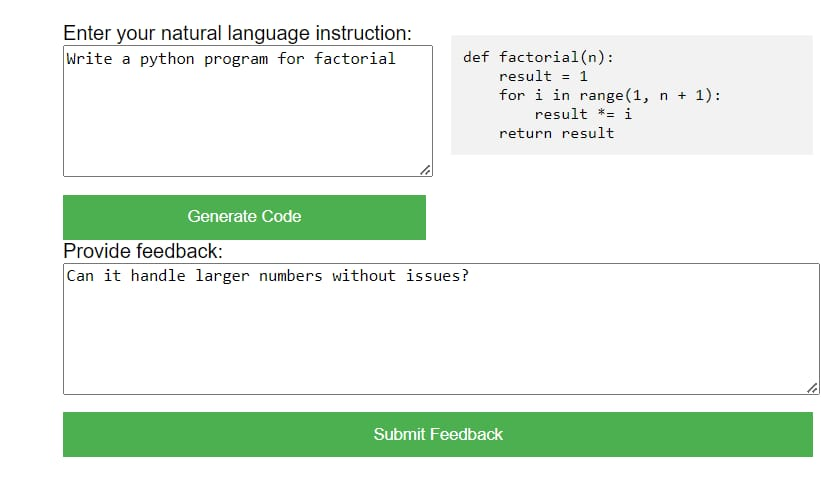 Enter your natural language instruction:
Write a python program for factorial
def factorial(n):
    result = 1
    for i in range(1, n + 1):
        result *= i
    return result
Generate Code
Provide feedback:
Can it handle larger numbers without issues?
Submit Feedback